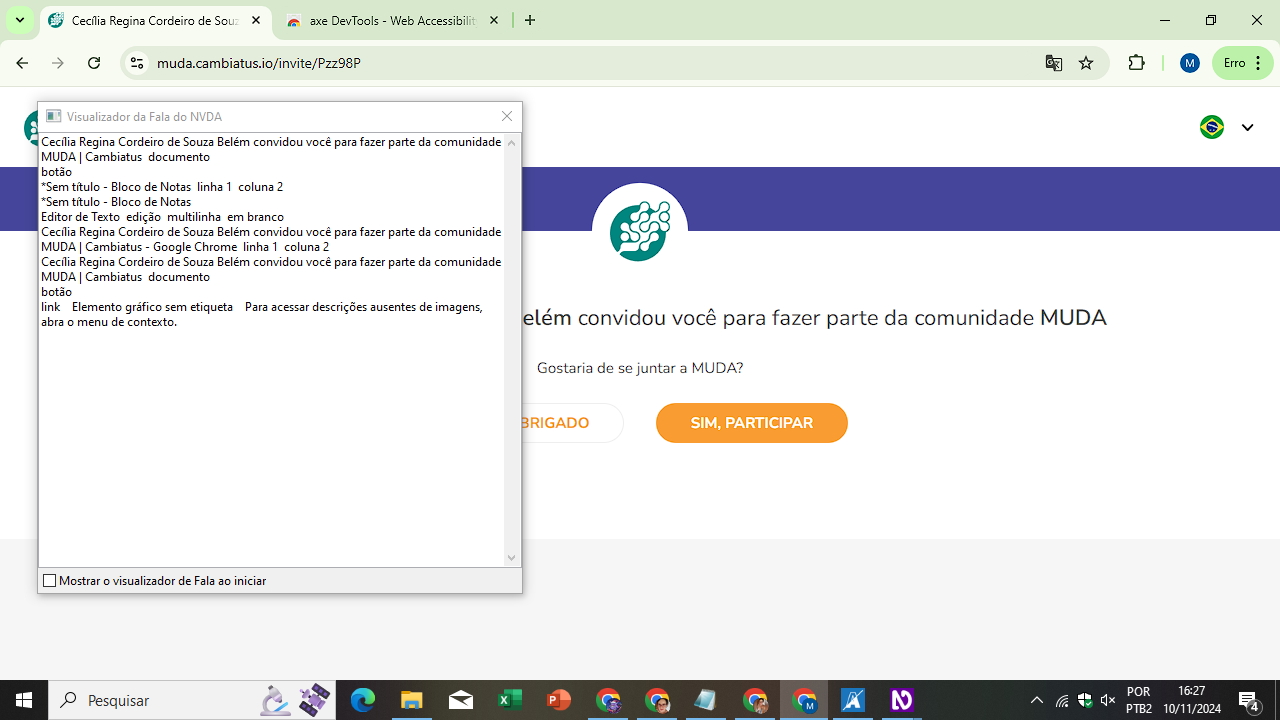 Cecília Regina Cordeiro de Souz
axe DevTools - Web Accessibilit
muda.cambiatus.io/invite/Pzz98P
M
Erro
Visualizador da Fala do NVDA
Cecília Regina Cordeiro de Souza Belém convidou você para fazer parte da comunidade
MUDA | Cambiatus documento
botão
*Sem título - Bloco de Notas linha 1 coluna 2
*Sem título - Bloco de Notas
Editor de Texto edição multilinha em branco
Cecília Regina Cordeiro de Souza Belém convidou você para fazer parte da comunidade
MUDA | Cambiatus - Google Chrome linha 1 coluna 2
Cecília Regina Cordeiro de Souza Belém convidou você para fazer parte da comunidade
MUDA | Cambiatus documento
botão
link Elemento gráfico sem etiqueta Para acessar descrições ausentes de imagens,
abra o menu de contexto.
Mostrar o visualizador de Fala ao iniciar
elém convidou você para fazer parte da comunidade MUDA
Gostaria de se juntar a MUDA?
BRIGADO
SIM, PARTICIPAR
Pesquisar
POR
PTB2
16:27
10/11/2024
4